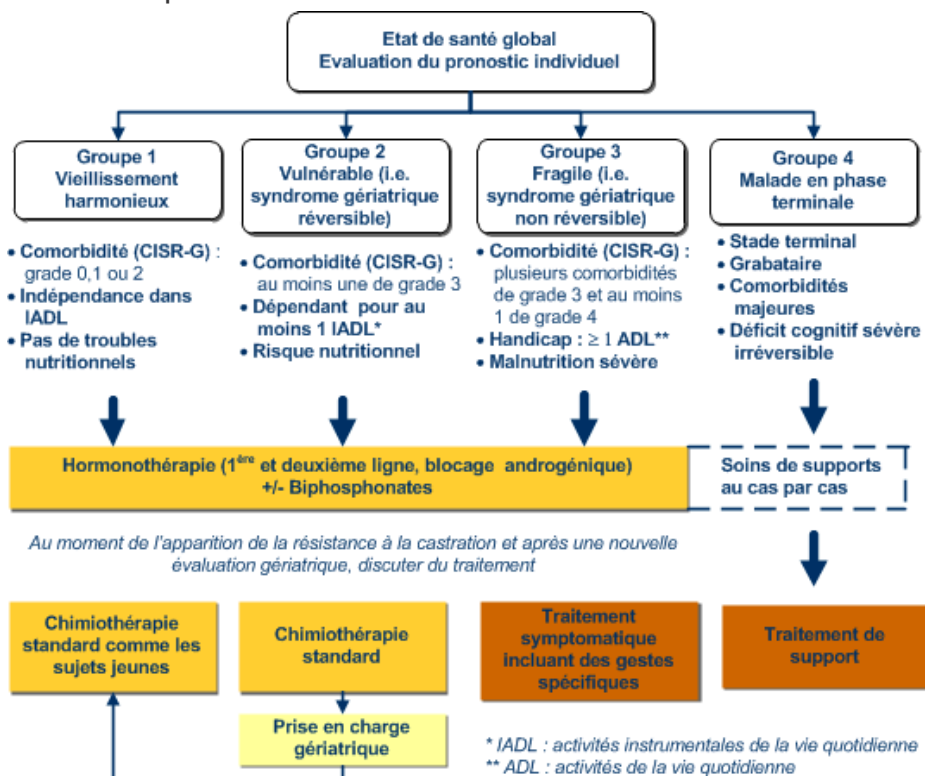 Etat de santé global
Evaluation du pronostic individuel
Groupe 1
Vieillissement
harmonieux
Groupe 2
Vulnérable (i.e.
syndrome gériatrique
réversible)
Groupe 3
Fragile (i.e.
syndrome gériatrique
non réversible)
Groupe 4
Malade en phase
terminale
• Comorbidité (CISR-G) :
grade 0,1 ou 2
• Indépendance dans
IADL
• Pas de troubles
nutritionnels
• Comorbidité (CISR-G) :
au moins une de grade 3
• Dépendant pour au
moins 1 IADL*
• Risque nutritionnel
• Comorbidité (CISR-G) :
plusieurs comorbidités
de grade 3 et au moins
1 de grade 4
• Handicap : ≥ 1 ADL**
• Malnutrition sévère
• Stade terminal
• Grabataire
• Comorbidités
majeures
• Déficit cognitif sévère
irréversible
Hormonothérapie (1ère et deuxième ligne, blocage androgénique)
+/- Biphosphonates
Soins de supports
au cas par cas
Au moment de l'apparition de la résistance à la castration et après une nouvelle
évaluation gériatrique, discuter du traitement
Chimiothérapie
standard comme les
sujets jeunes
Chimiothérapie
standard
Traitement
symptomatique
incluant des gestes
spécifiques
Traitement de
support
Prise en charge
gériatrique
* IADL : activités instrumentales de la vie quotidienne
** ADL : activités de la vie quotidienne